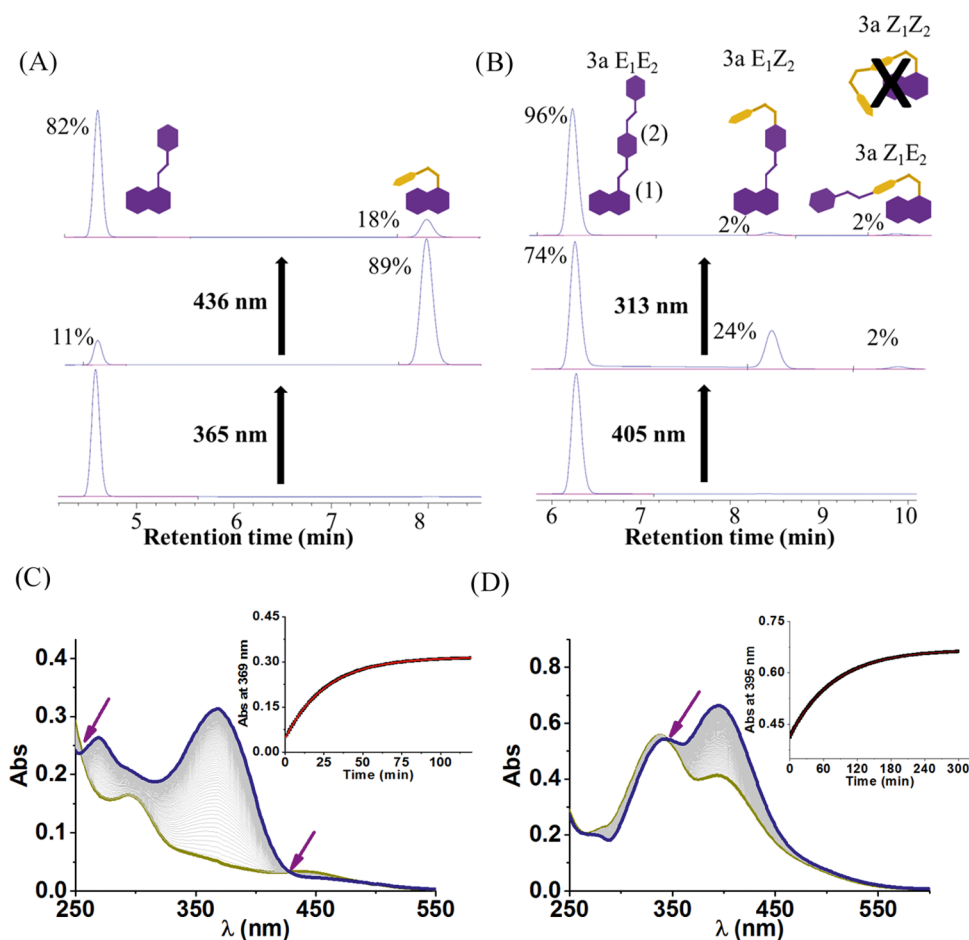 (A)
82%
18%
436 nm
89%
11%
365 nm
5
6
7
8
Retention time (min)
(B)
3a E₁E₂
3a E₁Z₂
3a Z₁Z₂
96%
(2)
(1)
3a Z₁E₂
2%
2%
74%
313 nm
24%
2%
405 nm
6
7
8
9
10
Retention time (min)
(C)
Abs
0.4
0.3
0.2
0.1
0.0
250
350
450
550
λ (nm)
Abs at 369 nm
0.45
0.30
0.15
0.00
0
25
50
75
100
Time (min)
(D)
Abs
0.8
0.6
0.4
0.2
0.0
250
350
450
550
λ (nm)
Abs at 395 nm
0.75
0.60
0.45
0
60
120
180
240
300
Time (min)